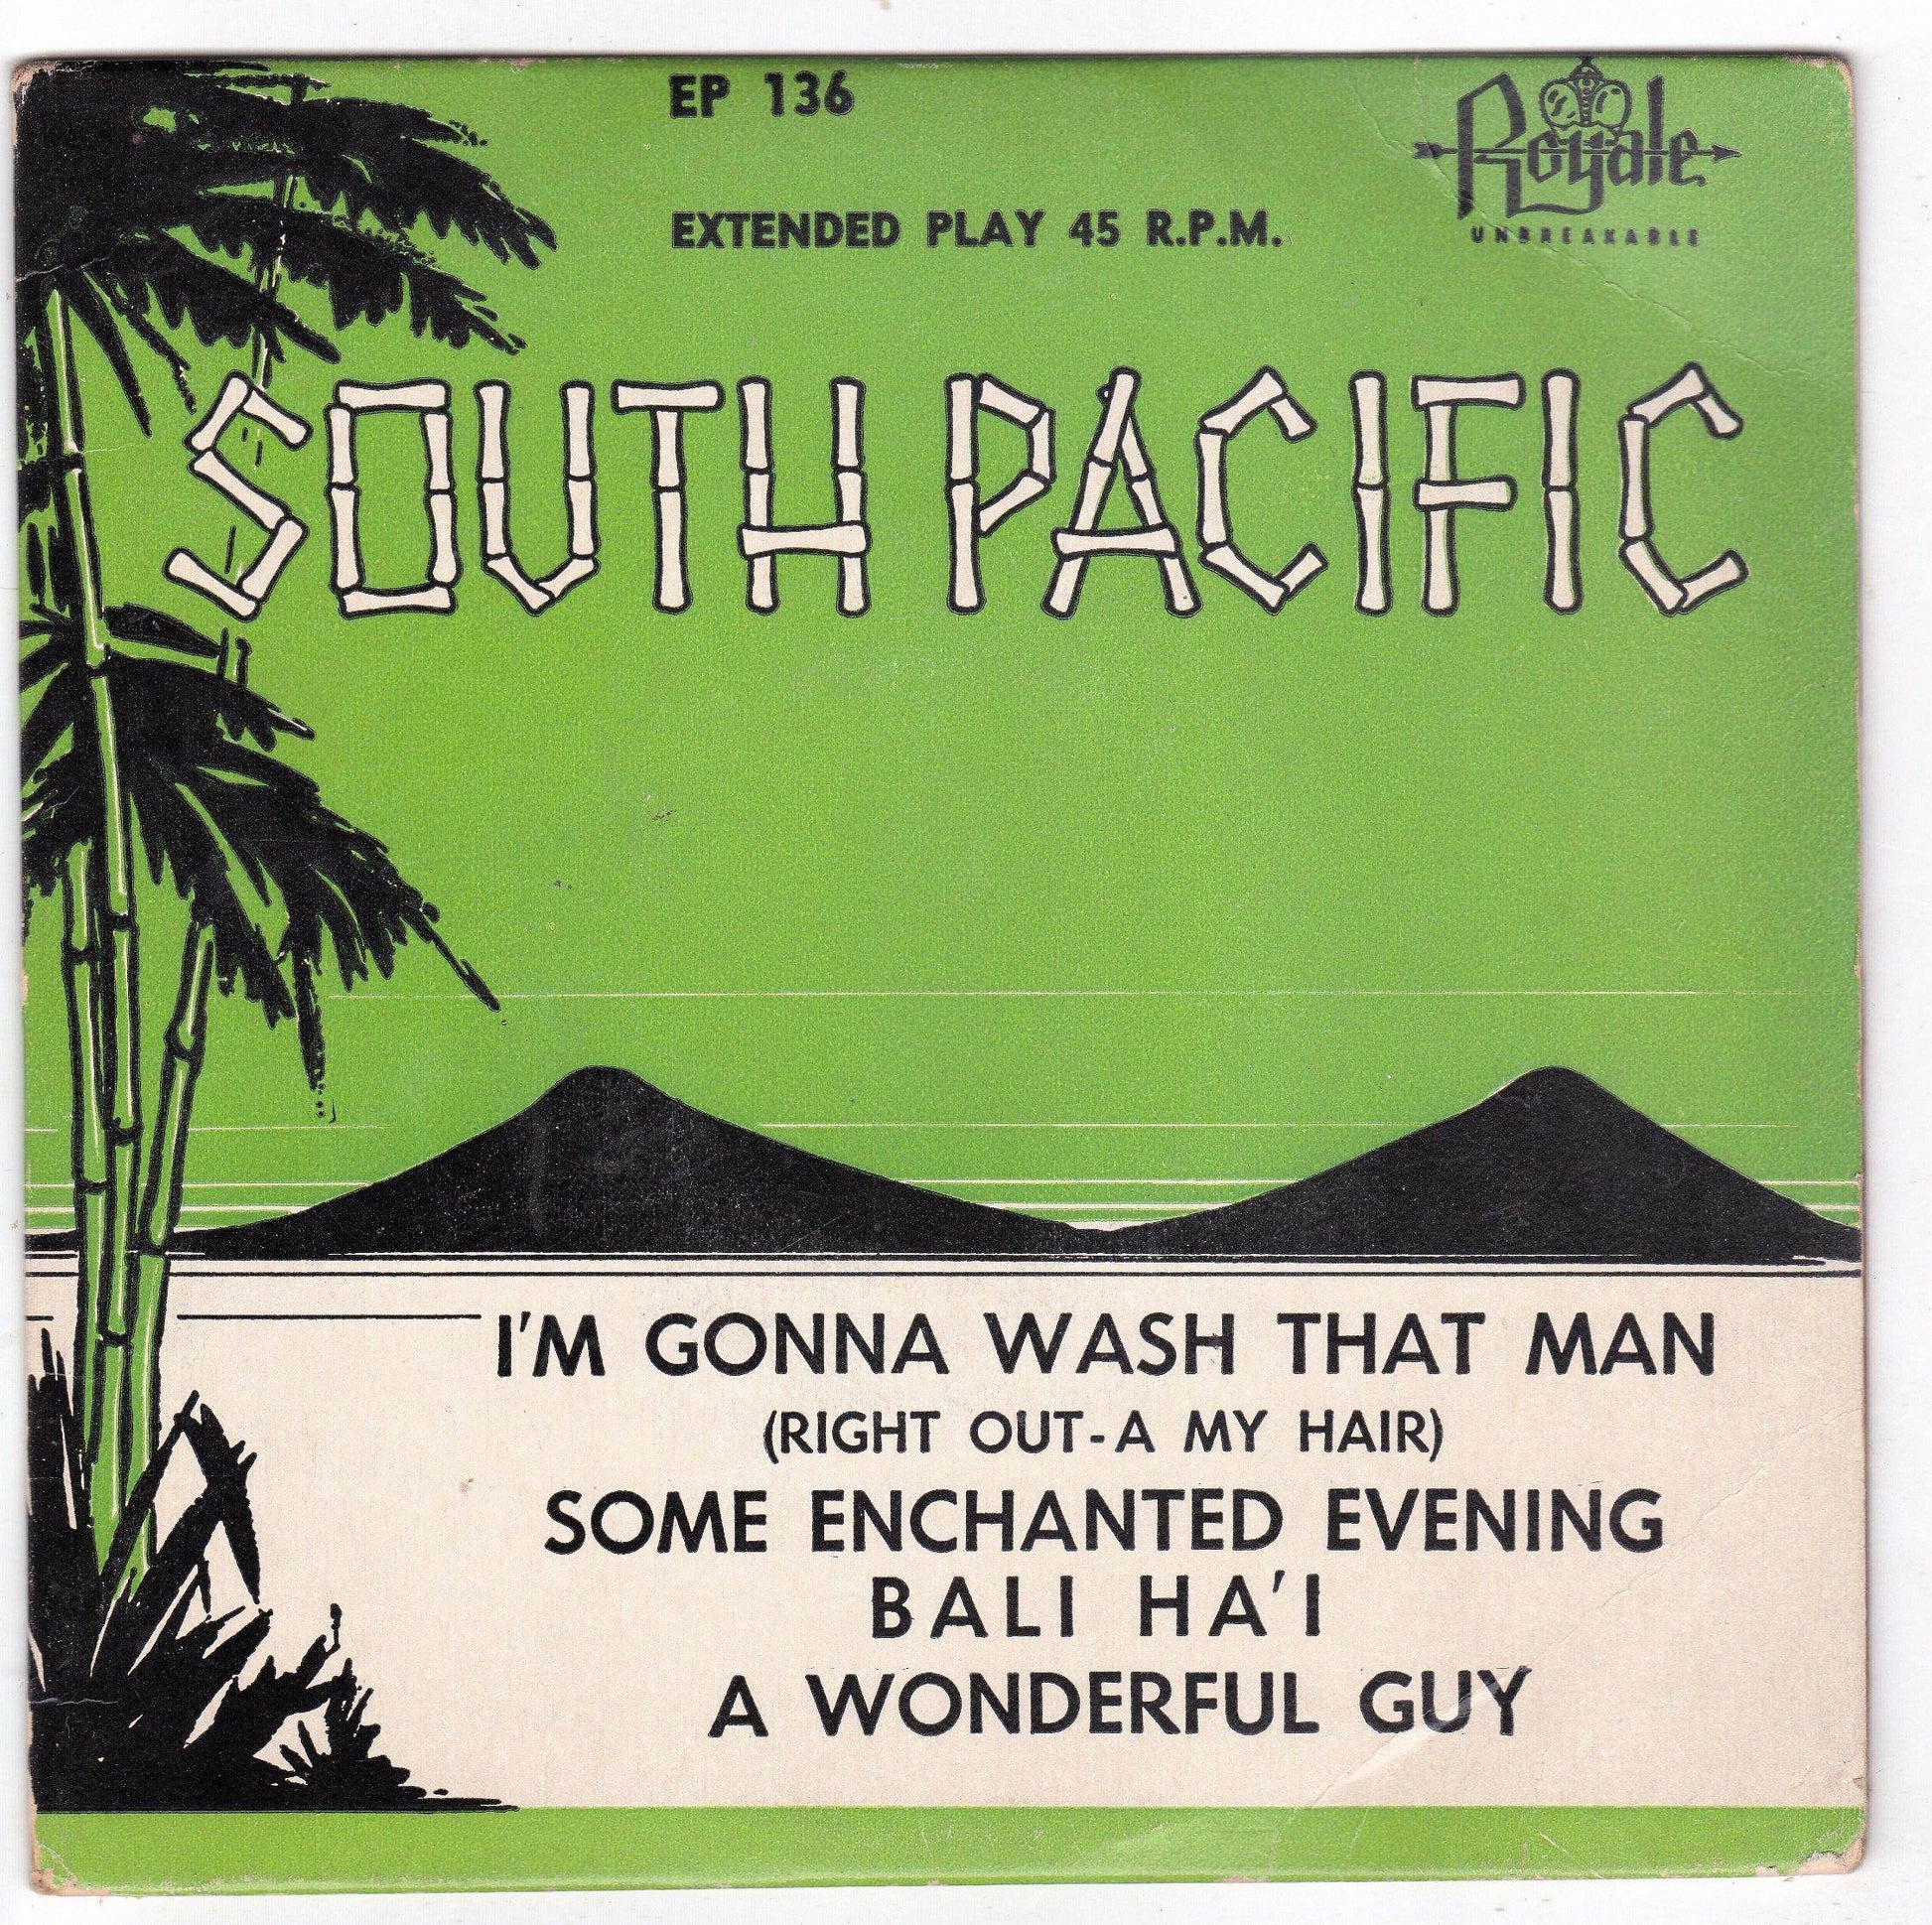 EP 136
Royale
EXTENDED PLAY 45 R.P.M.
UNBREAKABLE
SOUTH PACIFIC
I'M GONNA WASH THAT MAN
(RIGHT OUT-A MY HAIR)
SOME ENCHANTED EVENING
BALI HA'I
A WONDERFUL GUY